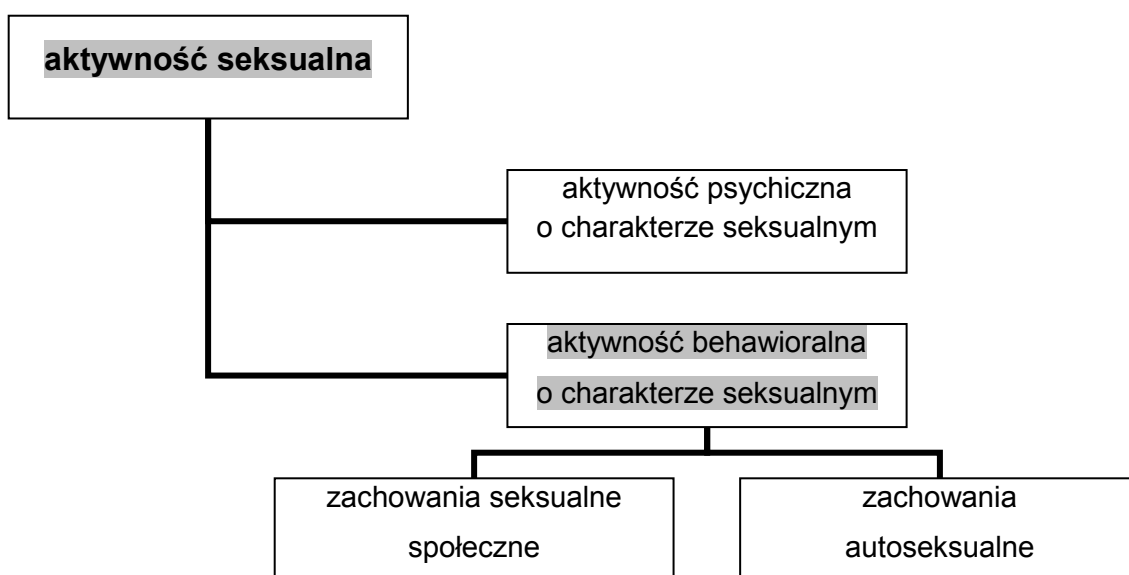 aktywność seksualna
aktywność psychiczna
o charakterze seksualnym
aktywność behawioralna
o charakterze seksualnym
zachowania seksualne
społeczne
zachowania
autoseksualne